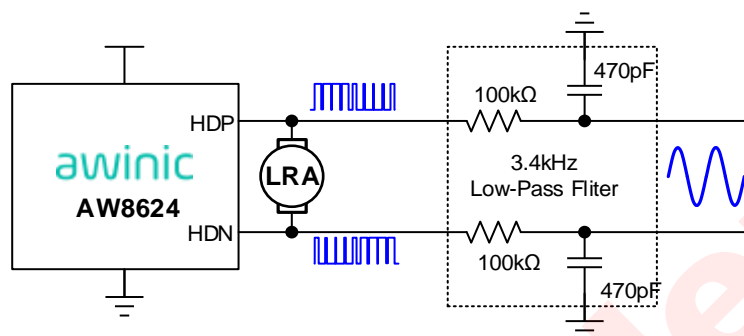 470pF
100kΩ
HDP
awinic
AW8624
LRA
3.4kHz
Low-Pass Fliter
HDN
100kΩ
470pF